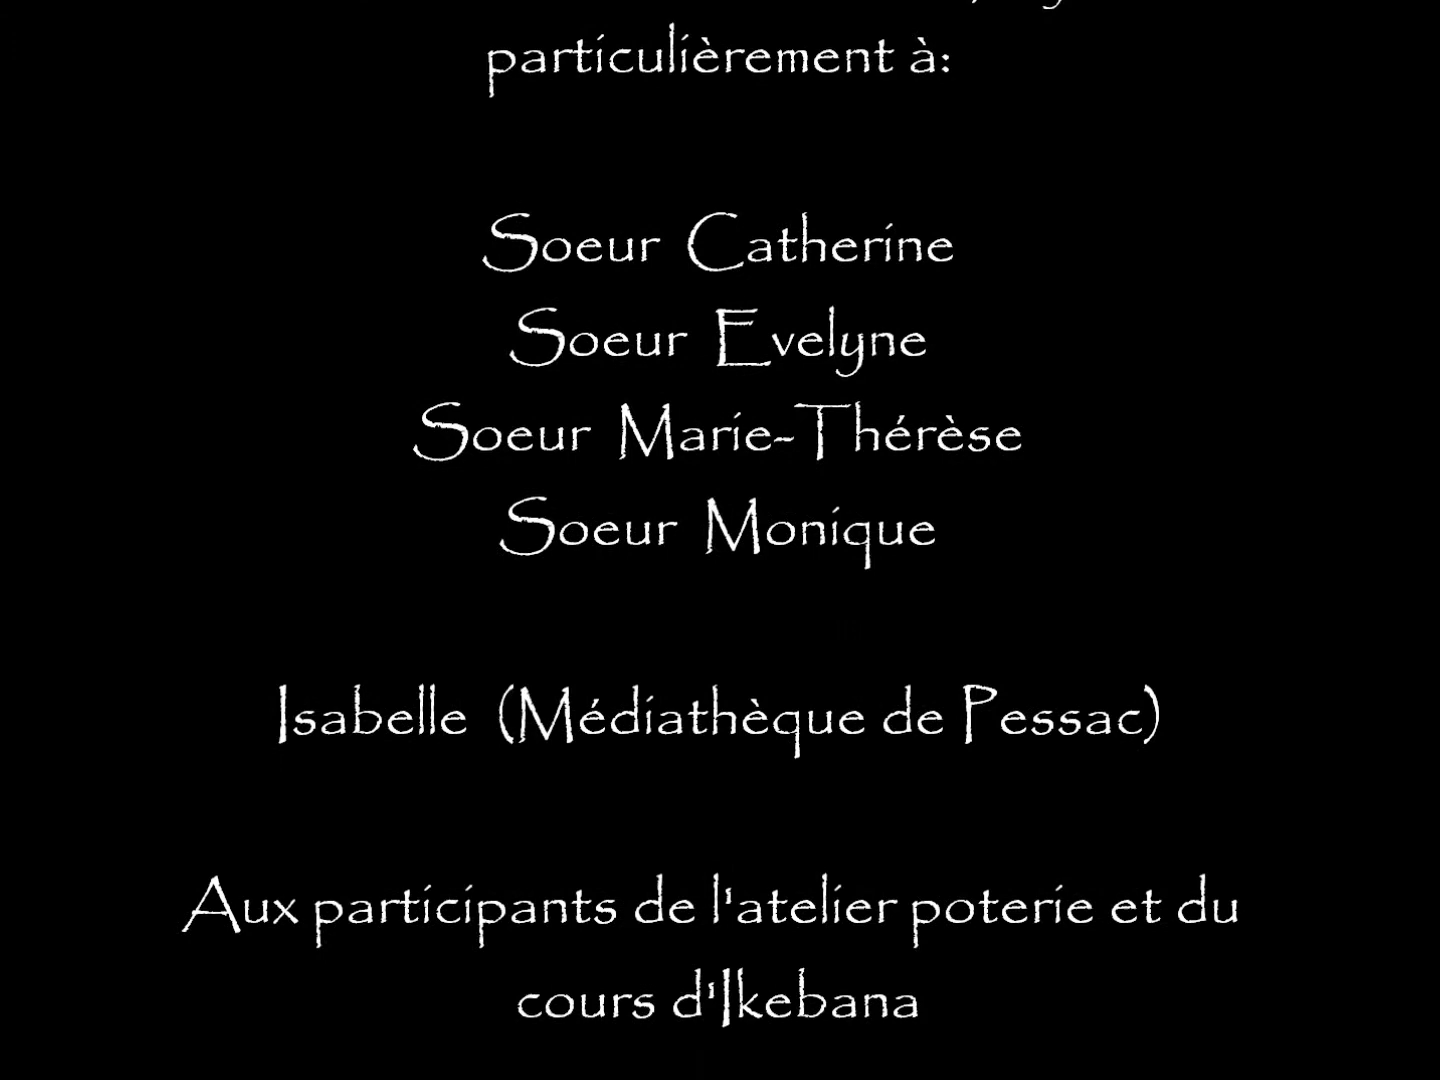 particulièrement à:
Soeur Catherine
Soeur Evelyne
Soeur Marie-Thérèse
Soeur Monique
Isabelle (Médiathèque de Pessac)
Aux participants de l'atelier poterie et du
cours d'Ikebana